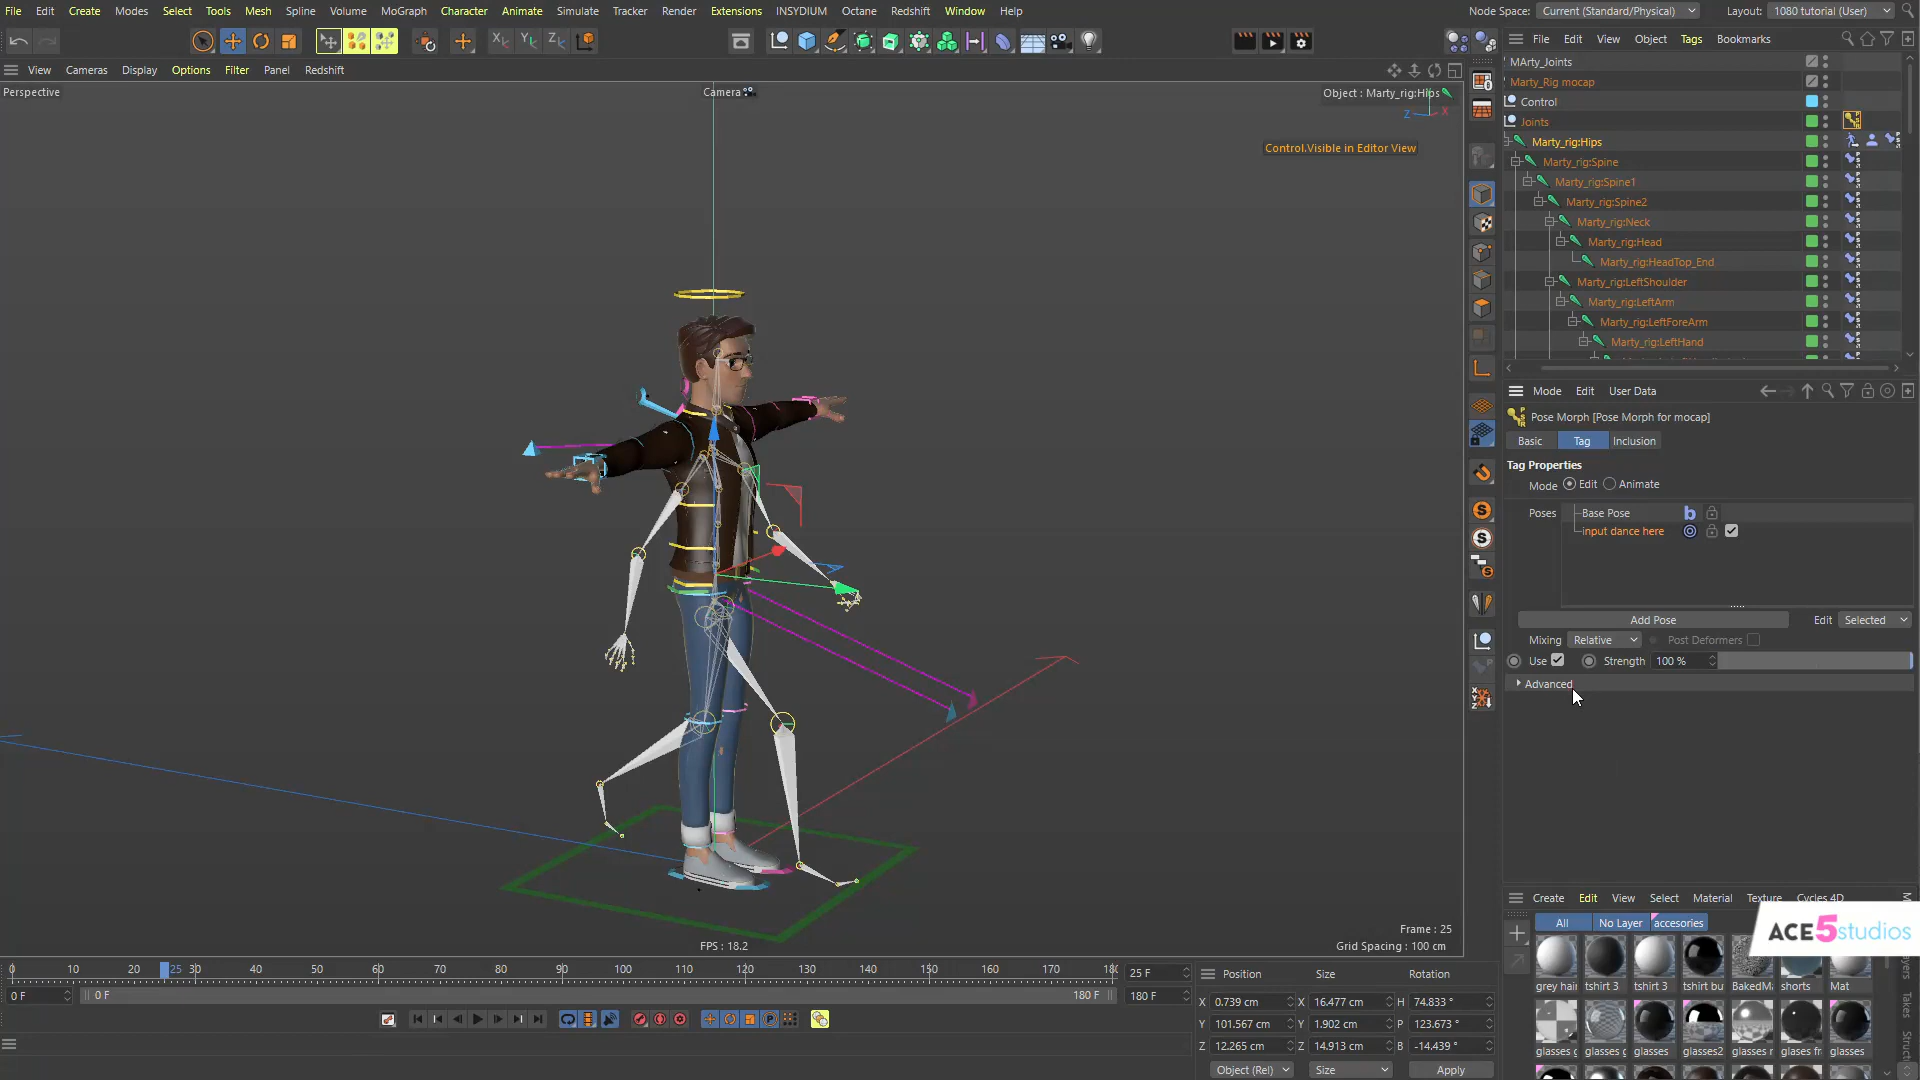 File Edit Create Modes Select Tools Mesh Spline Volume MoGraph Character Animate Simulate Tracker Render Extensions INSYDIUM Octane Redshift Window Help
Node Space: Current (Standard/Physical) Layout: 1080 tutorial (User)
File Edit View Object Tags Bookmarks
View Cameras Display Options Filter Panel Redshift
Perspective
Camera
Object : Marty_rig:Hips
Z X
Control.Visible in Editor View
MArty_Joints
Marty_Rig mocap
Control
Joints
Marty_rig:Hips
Marty_rig:Spine
Marty_rig:Spine1
Marty_rig:Spine2
Marty_rig:Neck
Marty_rig:Head
Marty_rig:HeadTop_End
Marty_rig:LeftShoulder
Marty_rig:LeftArm
Marty_rig:LeftForeArm
Marty_rig:LeftHand
Mode Edit User Data
Pose Morph [Pose Morph for mocap]
Basic Tag Inclusion
Tag Properties
Mode Edit Animate
Poses Base Pose
input dance here
Add Pose Edit Selected
Mixing Relative Post Deformers
Use Strength 100 %
Advanced
Create Edit View Select Material Texture Cycles 4D
All No Layer accesories
ACE5studios
grey hair tshirt 3 tshirt 3 tshirt bu BakedMa shorts Mat
glasses g glasses g glasses glasses2 glasses r glasses fr glasses
FPS : 18.2
Frame : 25
Grid Spacing : 100 cm
0 10 20 25 30 40 50 60 70 80 90 100 110 120 130 140 150 160 170 18
25 F
0 F 0 F 180 F 180 F
Position Size Rotation
X 0.739 cm X 16.477 cm H 74.833 °
Y 101.567 cm Y 1.902 cm P 123.673 °
Z 12.265 cm Z 14.913 cm B -14.439 °
Object (Rel) Size Apply